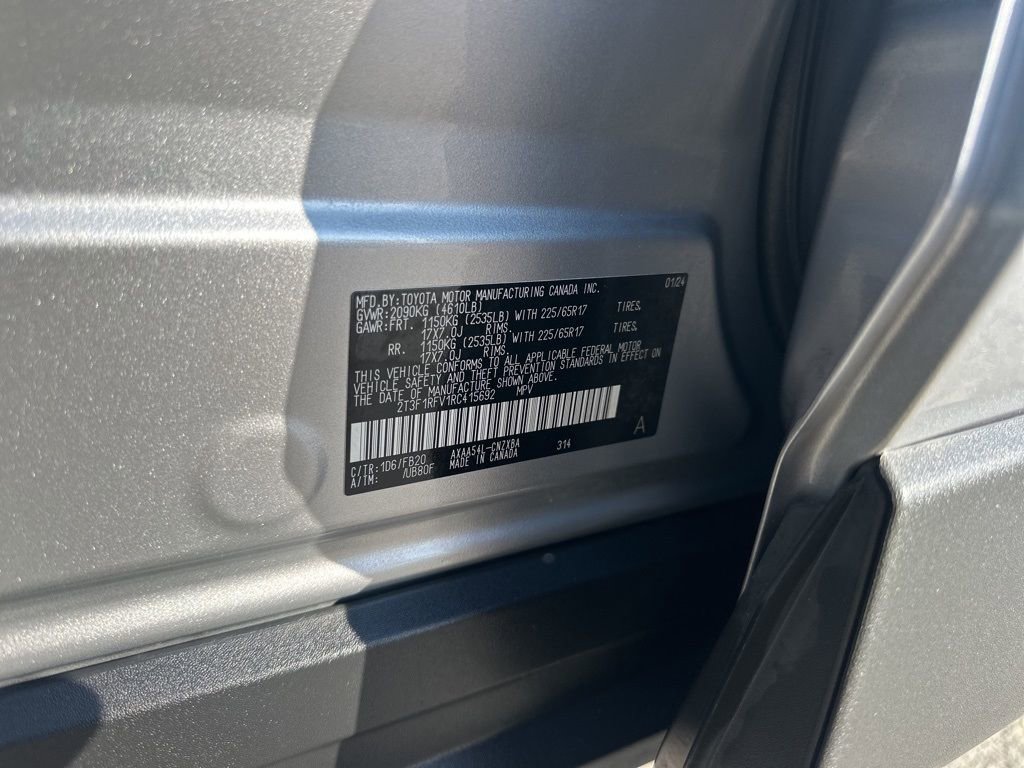 MFD.BY:TOYOTA MOTOR MANUFACTURING CANADA INC. 01/24
GVWR:2090KG (4610LB)
GAWR:FRT. 1150KG (2535LB) WITH 225/65R17 TIRES,
17X7.0J RIMS.
RR. 1150KG (2535LB) WITH 225/65R17 TIRES,
17X7.0J RIMS.
THIS VEHICLE CONFORMS TO ALL APPLICABLE FEDERAL MOTOR
VEHICLE SAFETY AND THEFT PREVENTION STANDARDS IN EFFECT ON
THE DATE OF MANUFACTURE SHOWN ABOVE.
2T3F1RFV1RC415692 MPV
A
C/TR:1D6/FB20 AXAA54L-CNZXBA 314
A/TM: /UB80F MADE IN CANADA